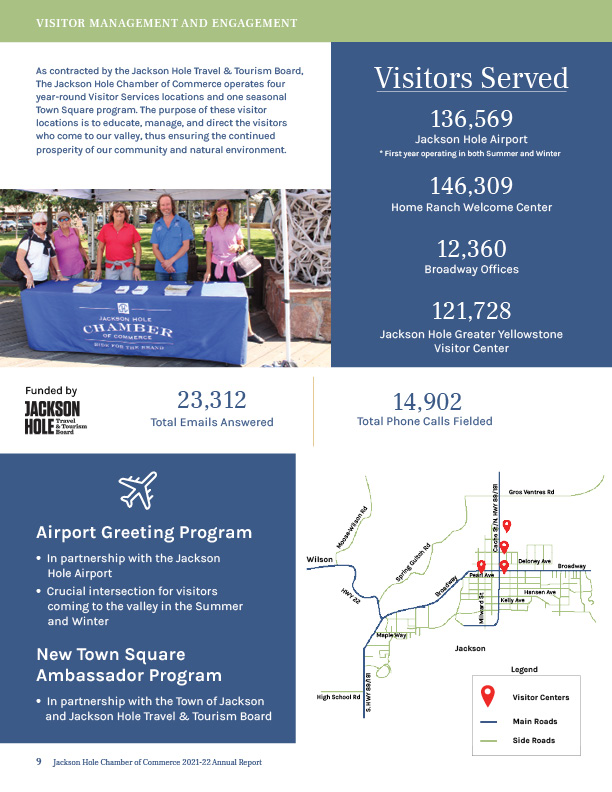 VISITOR MANAGEMENT AND ENGAGEMENT
As contracted by the Jackson Hole Travel & Tourism Board,
The Jackson Hole Chamber of Commerce operates four
year-round Visitor Services locations and one seasonal
Town Square program. The purpose of these visitor
locations is to educate, manage, and direct the visitors
who come to our valley, thus ensuring the continued
prosperity of our community and natural environment.
JACKSON HOLE
CHAMBER
OF COMMERCE
RIDE FOR THE BRAND
Visitors Served
136,569
Jackson Hole Airport
* First year operating in both Summer and Winter
146,309
Home Ranch Welcome Center
12,360
Broadway Offices
121,728
Jackson Hole Greater Yellowstone
Visitor Center
Funded by
JACKSON
HOLE Travel &
Tourism
Board
23,312
Total Emails Answered
14,902
Total Phone Calls Fielded
Airport Greeting Program
• In partnership with the Jackson
Hole Airport
• Crucial intersection for visitors
coming to the valley in the Summer
and Winter
New Town Square
Ambassador Program
• In partnership with the Town of Jackson
and Jackson Hole Travel & Tourism Board
Gros Ventres Rd
Cache St/N. HWY 89/191
Moose-Wilson Rd
Spring Gulch Rd
Wilson
HWY 22
Broadway
Deloney Ave
Broadway
Pearl Ave
Hansen Ave
Kelly Ave
Millward St
Maple Way
Jackson
High School Rd
S. HWY 89/191
Legend
Visitor Centers
Main Roads
Side Roads
9 Jackson Hole Chamber of Commerce 2021-22 Annual Report